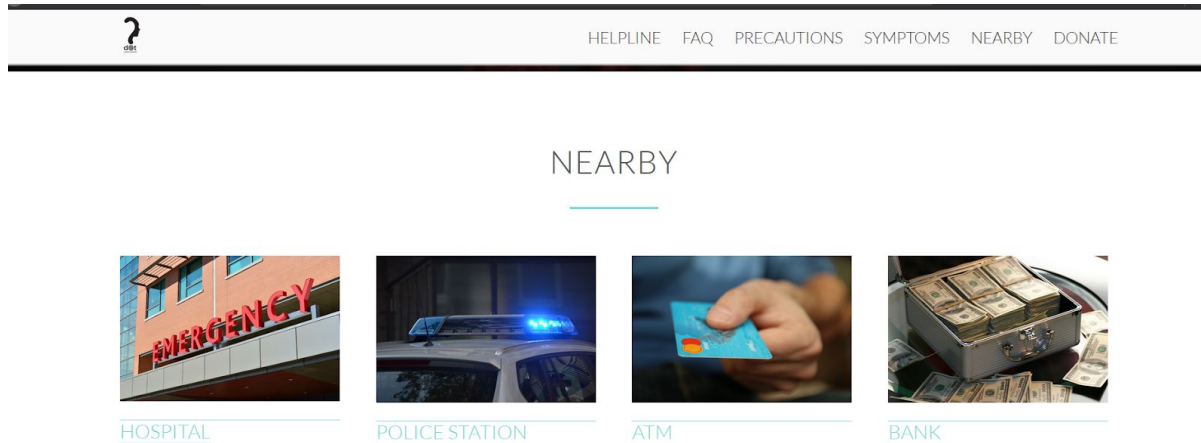 d@t
HELPLINE FAQ PRECAUTIONS SYMPTOMS NEARBY DONATE
NEARBY
EMERGENCY
HOSPITAL
POLICE STATION
ATM
BANK